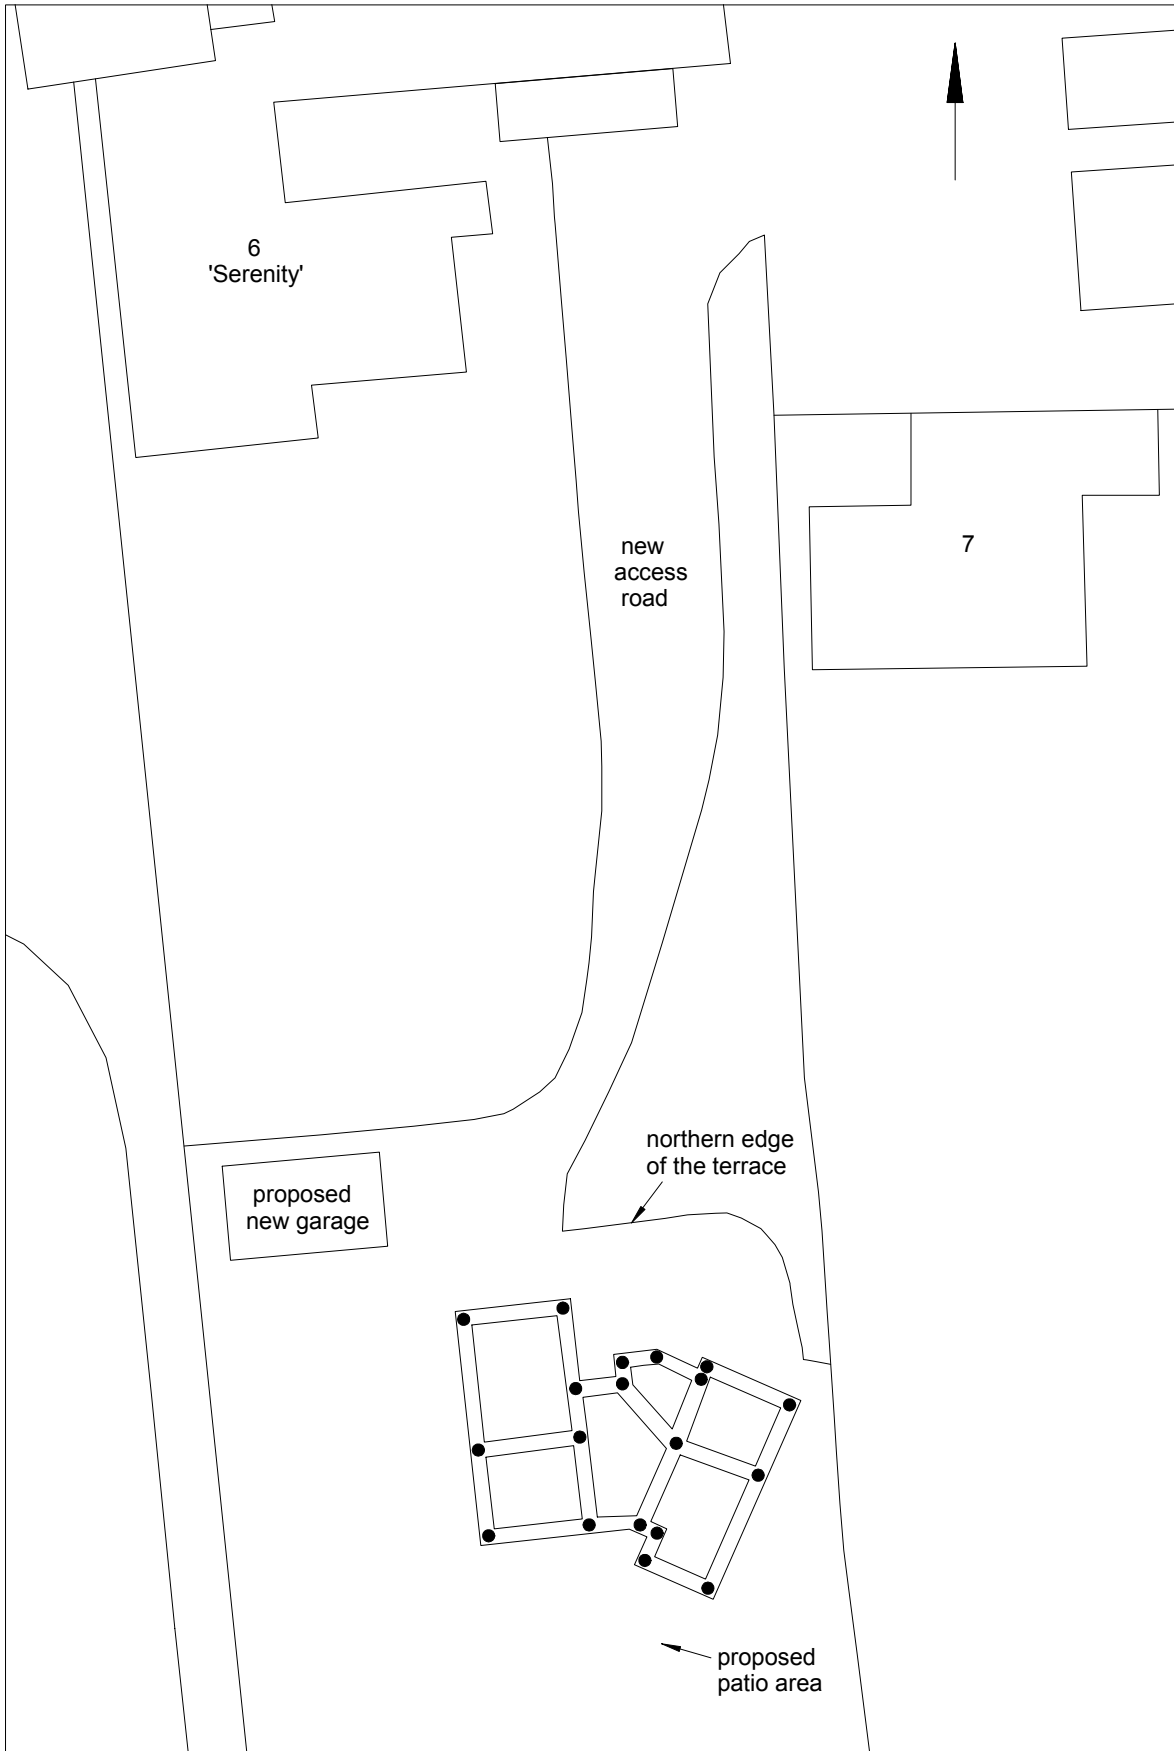 6
'Serenity'
new
access
road
7
northern edge
of the terrace
proposed
new garage
proposed
patio area